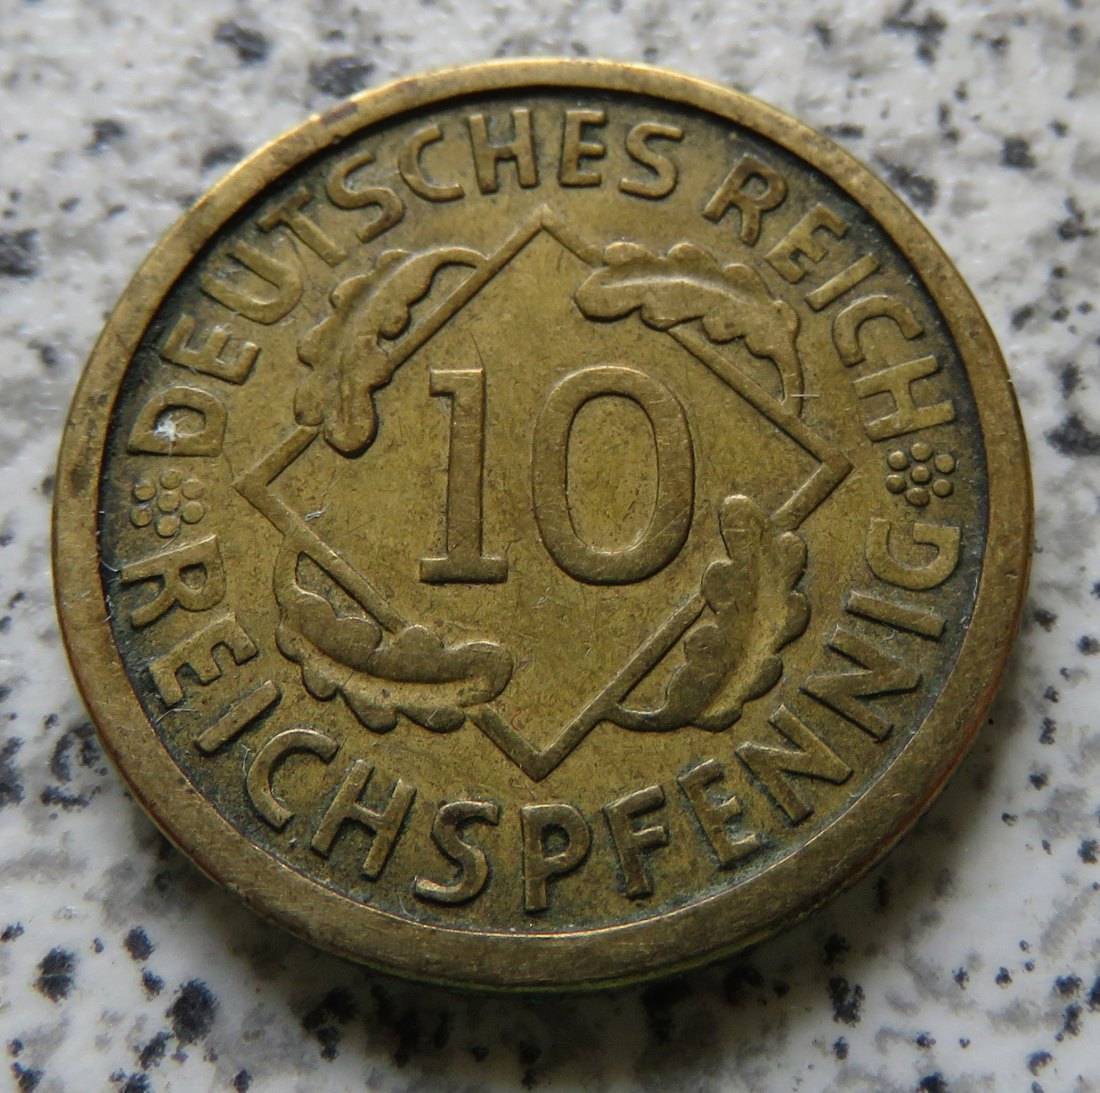 DEUTSCHES REICH
10
REICHSPFENNIG